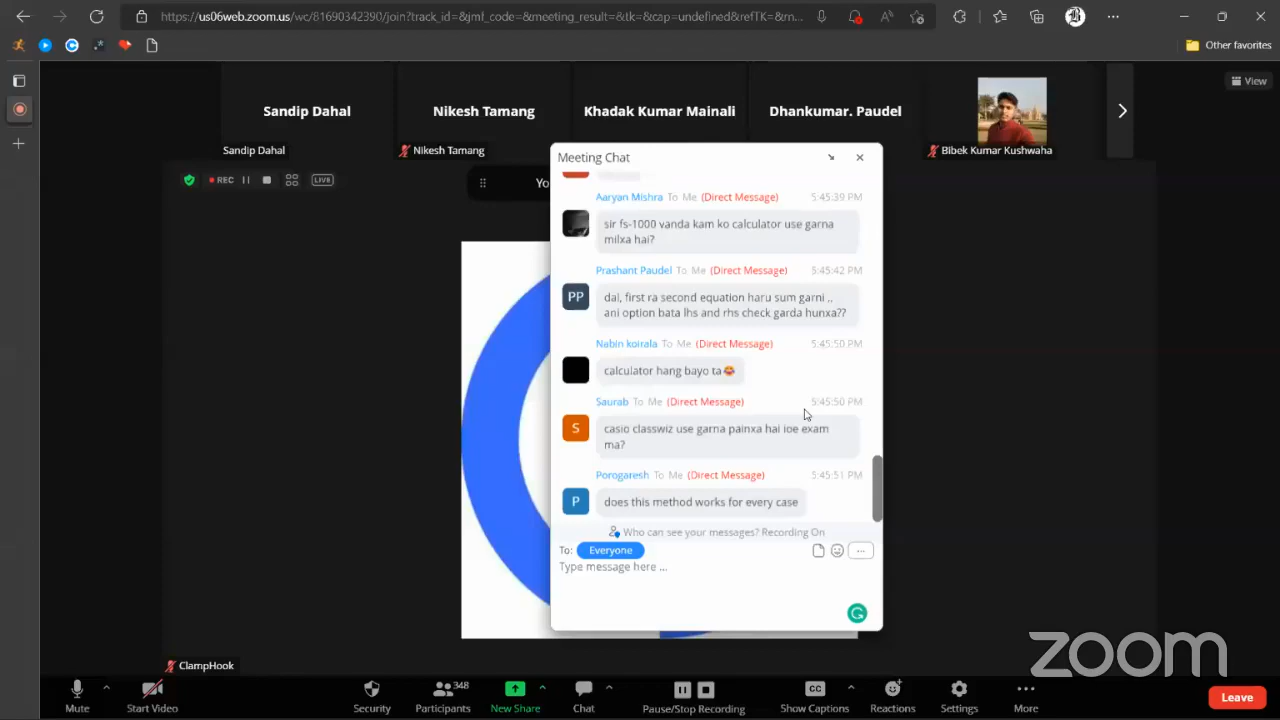 https://us06web.zoom.us/wc/81690342390/join?track_id=&jml_code=&meeting_result=&tk=&cap=undefined&refTK=&rn...
Other favorites
View
Sandip Dahal
Nikesh Tamang
Khadak Kumar Mainali
Dhankumar. Paudel
Sandip Dahal
Nikesh Tamang
Bibek Kumar Kushwaha
REC
LIVE
Yo
Meeting Chat
Aaryan Mishra To Me (Direct Message) 5:45:39 PM
sir fs-1000 vanda kam ko calculator use garna
milxa hai?
Prashant Paudel To Me (Direct Message) 5:45:42 PM
PP
dai, first ra second equation haru sum garni ..
ani option bata lhs and rhs check garda hunxa??
Nabin koirala To Me (Direct Message) 5:45:50 PM
calculator hang bayo ta😂
Saurab To Me (Direct Message) 5:45:50 PM
S
casio classwiz use garna painxa hai ioe exam
ma?
Porogaresh To Me (Direct Message) 5:45:51 PM
P
does this method works for every case
Who can see your messages? Recording On
To: Everyone
Type message here ...
ClampHook
zoom
Mute
Start Video
Security
348
Participants
New Share
Chat
Pause/Stop Recording
CC
Show Captions
Reactions
Settings
More
Leave